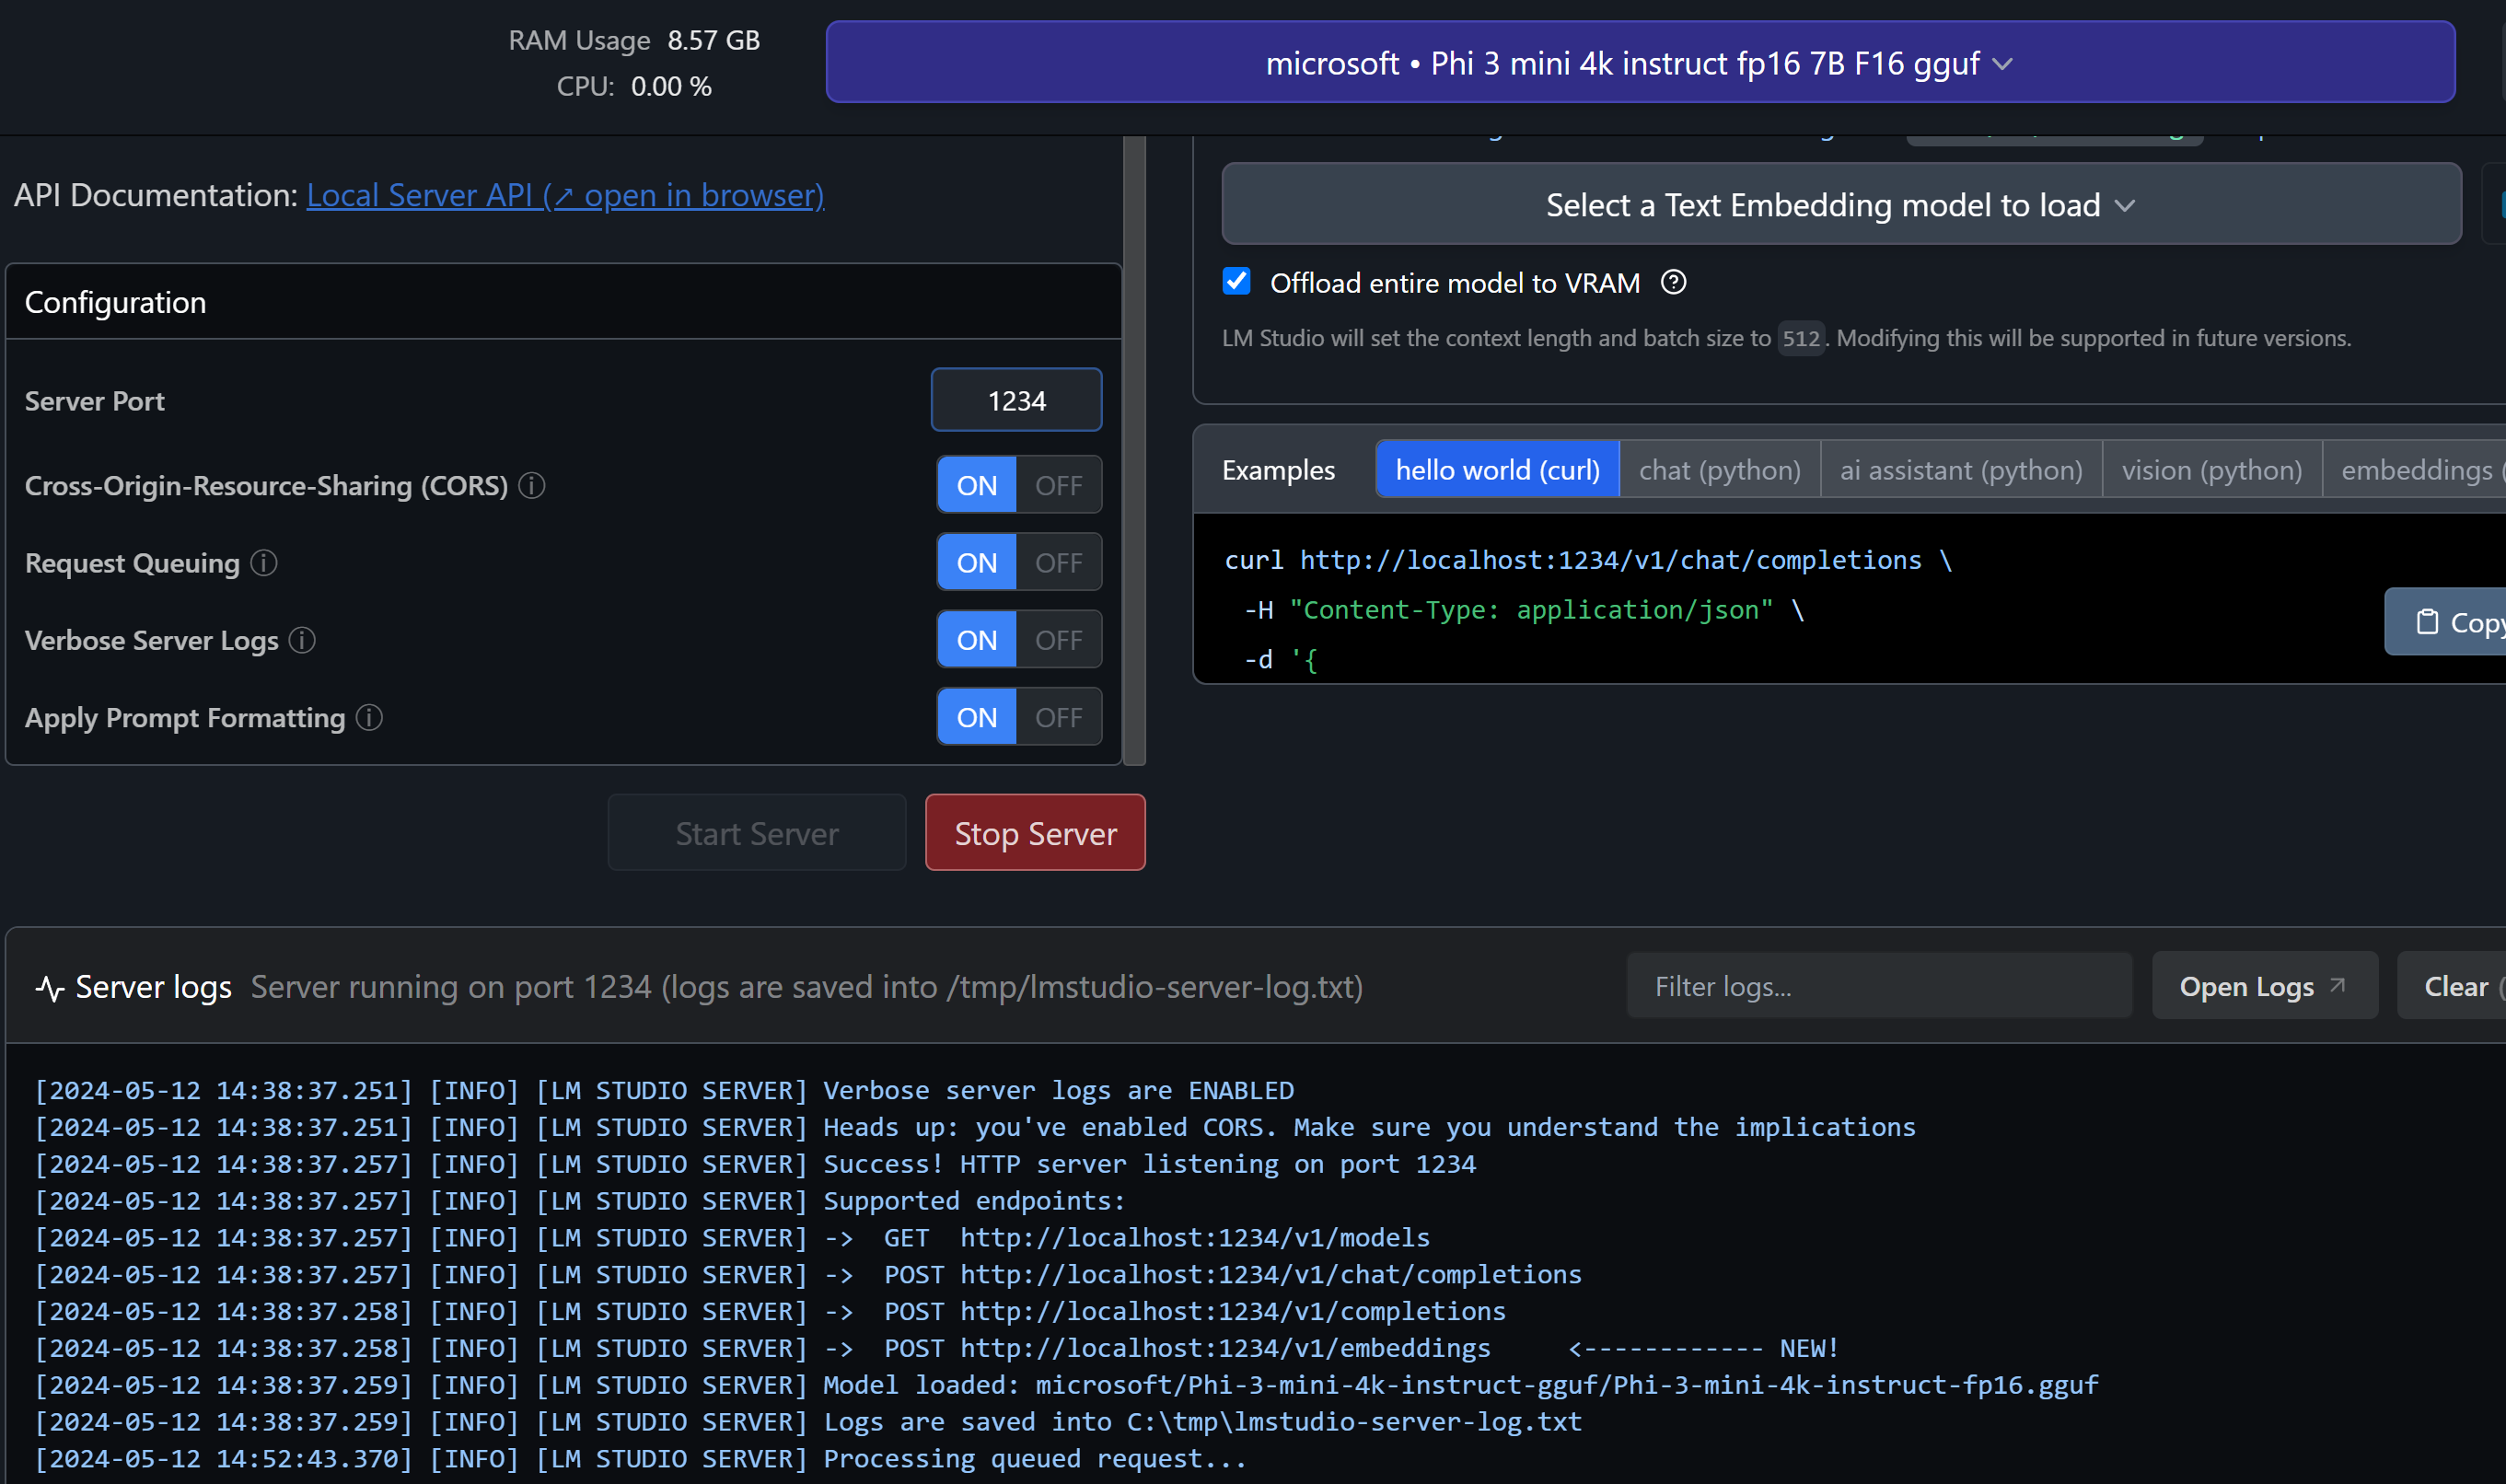 RAM Usage 8.57 GB
CPU: 0.00 %
microsoft • Phi 3 mini 4k instruct fp16 7B F16 gguf
API Documentation: Local Server API (↗ open in browser)
Configuration
Server Port 1234
Cross-Origin-Resource-Sharing (CORS) ON OFF
Request Queuing ON OFF
Verbose Server Logs ON OFF
Apply Prompt Formatting ON OFF
Start Server Stop Server
Select a Text Embedding model to load
Offload entire model to VRAM
LM Studio will set the context length and batch size to 512. Modifying this will be supported in future versions.
Examples hello world (curl) chat (python) ai assistant (python) vision (python) embeddings (
curl http://localhost:1234/v1/chat/completions \
-H "Content-Type: application/json" \
-d '{
Copy
Server logs Server running on port 1234 (logs are saved into /tmp/lmstudio-server-log.txt)
Filter logs... Open Logs ↗ Clear (
[2024-05-12 14:38:37.251] [INFO] [LM STUDIO SERVER] Verbose server logs are ENABLED
[2024-05-12 14:38:37.251] [INFO] [LM STUDIO SERVER] Heads up: you've enabled CORS. Make sure you understand the implications
[2024-05-12 14:38:37.257] [INFO] [LM STUDIO SERVER] Success! HTTP server listening on port 1234
[2024-05-12 14:38:37.257] [INFO] [LM STUDIO SERVER] Supported endpoints:
[2024-05-12 14:38:37.257] [INFO] [LM STUDIO SERVER] -> GET http://localhost:1234/v1/models
[2024-05-12 14:38:37.257] [INFO] [LM STUDIO SERVER] -> POST http://localhost:1234/v1/chat/completions
[2024-05-12 14:38:37.258] [INFO] [LM STUDIO SERVER] -> POST http://localhost:1234/v1/completions
[2024-05-12 14:38:37.258] [INFO] [LM STUDIO SERVER] -> POST http://localhost:1234/v1/embeddings <------------ NEW!
[2024-05-12 14:38:37.259] [INFO] [LM STUDIO SERVER] Model loaded: microsoft/Phi-3-mini-4k-instruct-gguf/Phi-3-mini-4k-instruct-fp16.gguf
[2024-05-12 14:38:37.259] [INFO] [LM STUDIO SERVER] Logs are saved into C:\tmp\lmstudio-server-log.txt
[2024-05-12 14:52:43.370] [INFO] [LM STUDIO SERVER] Processing queued request...